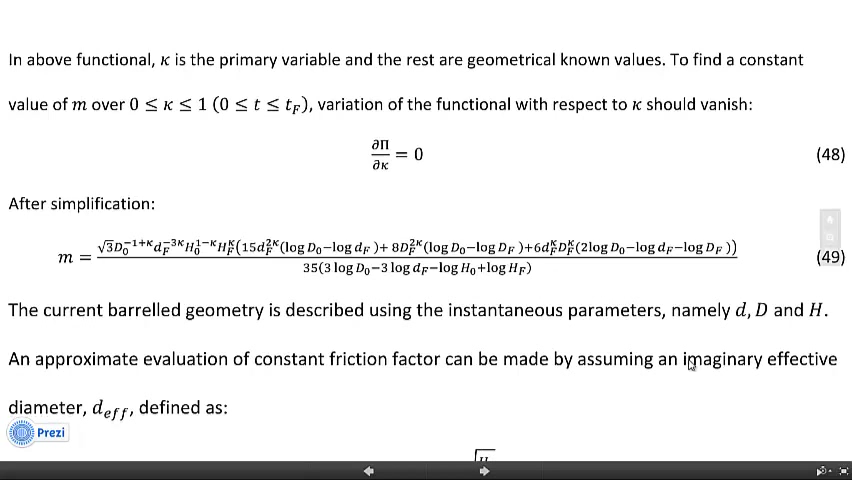 In above functional, κ is the primary variable and the rest are geometrical known values. To find a constant
value of m over 0 ≤ κ ≤ 1 (0 ≤ t ≤ t_F), variation of the functional with respect to κ should vanish:
∂Π/∂κ = 0 (48)
After simplification:
m = √3D_0^{-1+κ}d_F^{-3κ}H_0^{1-κ}H_F^κ(15d_F^{2κ}(log D_0−log d_F)+ 8D_F^{2κ}(log D_0−log D_F)+6d_F^κD_F^κ(2log D_0−log d_F−log D_F))/35(3 log D_0−3 log d_F−log H_0+log H_F) (49)
The current barrelled geometry is described using the instantaneous parameters, namely d, D and H.
An approximate evaluation of constant friction factor can be made by assuming an imaginary effective
diameter, d_eff, defined as:
Prezi